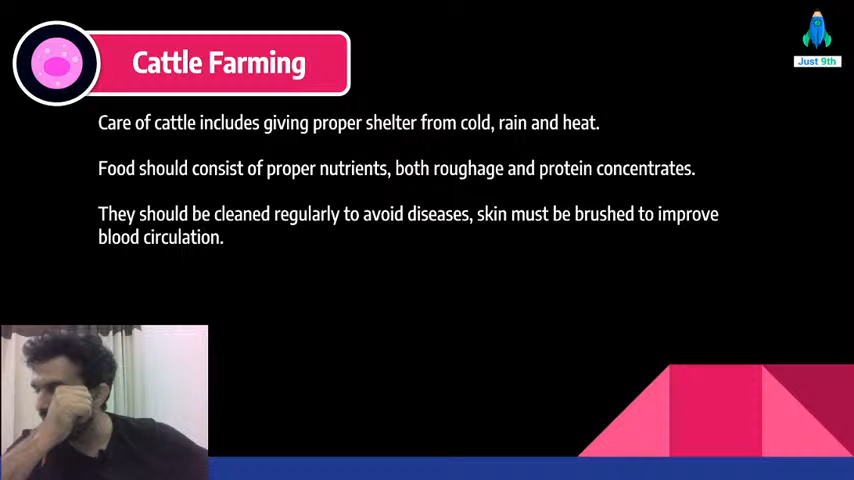 Cattle Farming
Just 9th
Care of cattle includes giving proper shelter from cold, rain and heat.
Food should consist of proper nutrients, both roughage and protein concentrates.
They should be cleaned regularly to avoid diseases, skin must be brushed to improve
blood circulation.